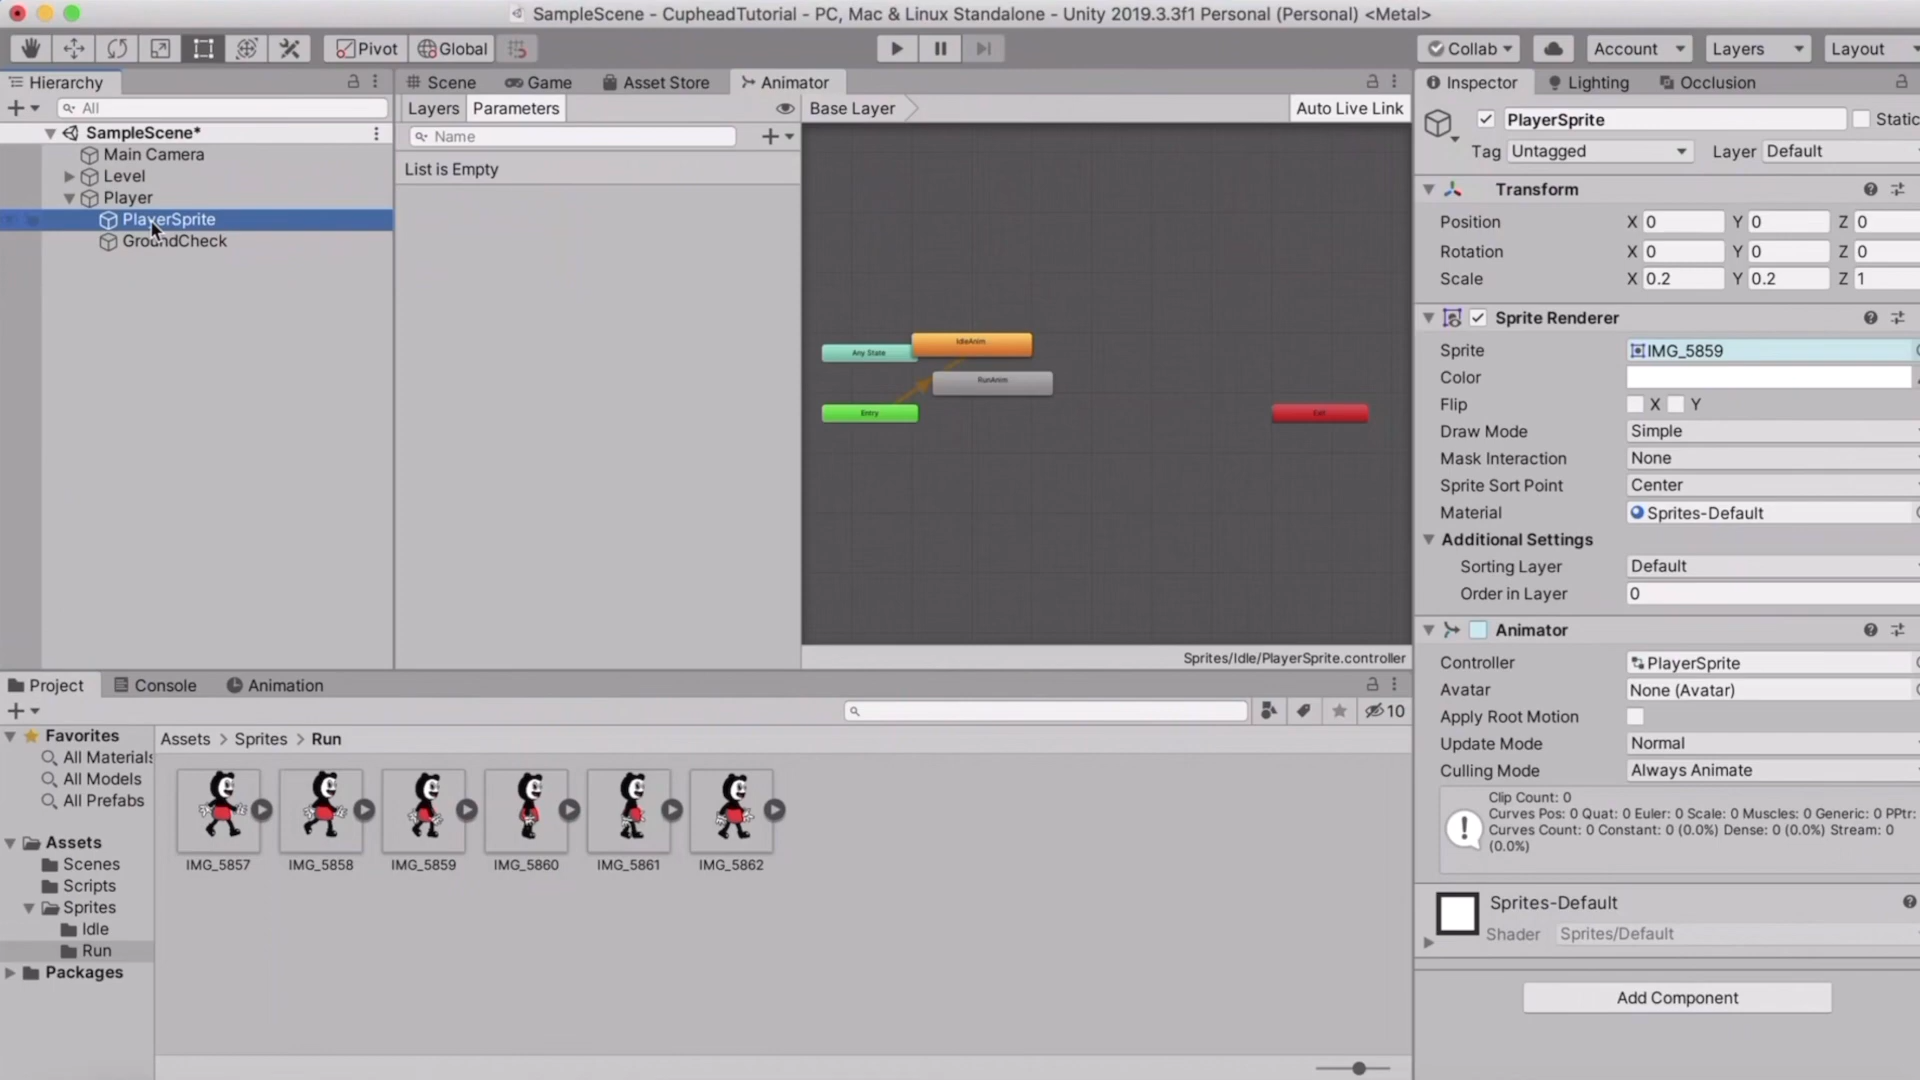 SampleScene - CupheadTutorial - PC, Mac & Linux Standalone - Unity 2019.3.3f1 Personal (Personal) <Metal>
Pivot Global Collab Account Layers Layout
Hierarchy
All
SampleScene*
Main Camera
Level
Player
PlayerSprite
GroundCheck
Scene Game Asset Store Animator
Layers Parameters
Base Layer
Auto Live Link
Name
List is Empty
Any State
IdleAnim
RunAnim
Entry
Exit
Sprites/Idle/PlayerSprite.controller
Inspector Lighting Occlusion
PlayerSprite
Static
Tag Untagged Layer Default
Transform
Position X 0 Y 0 Z 0
Rotation X 0 Y 0 Z 0
Scale X 0.2 Y 0.2 Z 1
Sprite Renderer
Sprite IMG_5859
Color
Flip X Y
Draw Mode Simple
Mask Interaction None
Sprite Sort Point Center
Material Sprites-Default
Additional Settings
Sorting Layer Default
Order in Layer 0
Animator
Controller PlayerSprite
Avatar None (Avatar)
Apply Root Motion
Update Mode Normal
Culling Mode Always Animate
Clip Count: 0
Curves Pos: 0 Quat: 0 Euler: 0 Scale: 0 Muscles: 0 Generic: 0 PPtr:
Curves Count: 0 Constant: 0 (0.0%) Dense: 0 (0.0%) Stream: 0
(0.0%)
Sprites-Default
Shader Sprites/Default
Add Component
Project Console Animation
10
Favorites
All Materials
All Models
All Prefabs
Assets
Scenes
Scripts
Sprites
Idle
Run
Packages
Assets > Sprites > Run
IMG_5857 IMG_5858 IMG_5859 IMG_5860 IMG_5861 IMG_5862